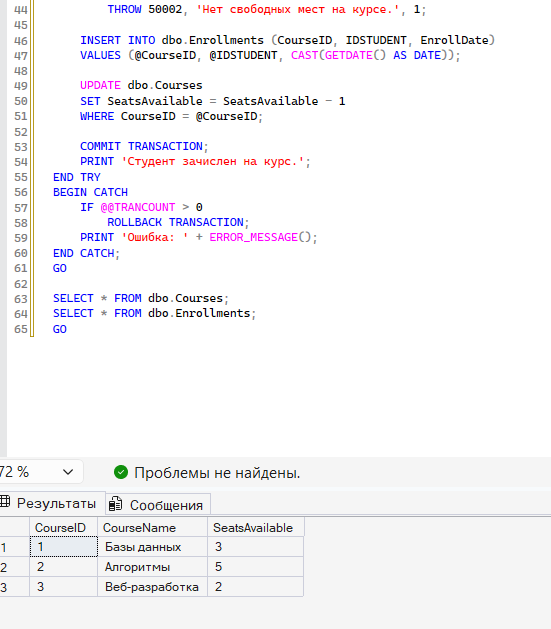 44 THROW 50002, 'Нет свободных мест на курсе.', 1;
45
46 INSERT INTO dbo.Enrollments (CourseID, IDSTUDENT, EnrollDate)
47 VALUES (@CourseID, @IDSTUDENT, CAST(GETDATE() AS DATE));
48
49 UPDATE dbo.Courses
50 SET SeatsAvailable = SeatsAvailable - 1
51 WHERE CourseID = @CourseID;
52
53 COMMIT TRANSACTION;
54 PRINT 'Студент зачислен на курс.';
55 END TRY
56 BEGIN CATCH
57 IF @@TRANCOUNT > 0
58 ROLLBACK TRANSACTION;
59 PRINT 'Ошибка: ' + ERROR_MESSAGE();
60 END CATCH;
61 GO
62
63 SELECT * FROM dbo.Courses;
64 SELECT * FROM dbo.Enrollments;
65 GO
72 % Проблемы не найдены.
Результаты Сообщения
CourseID CourseName SeatsAvailable
1 1 Базы данных 3
2 2 Алгоритмы 5
3 3 Веб-разработка 2